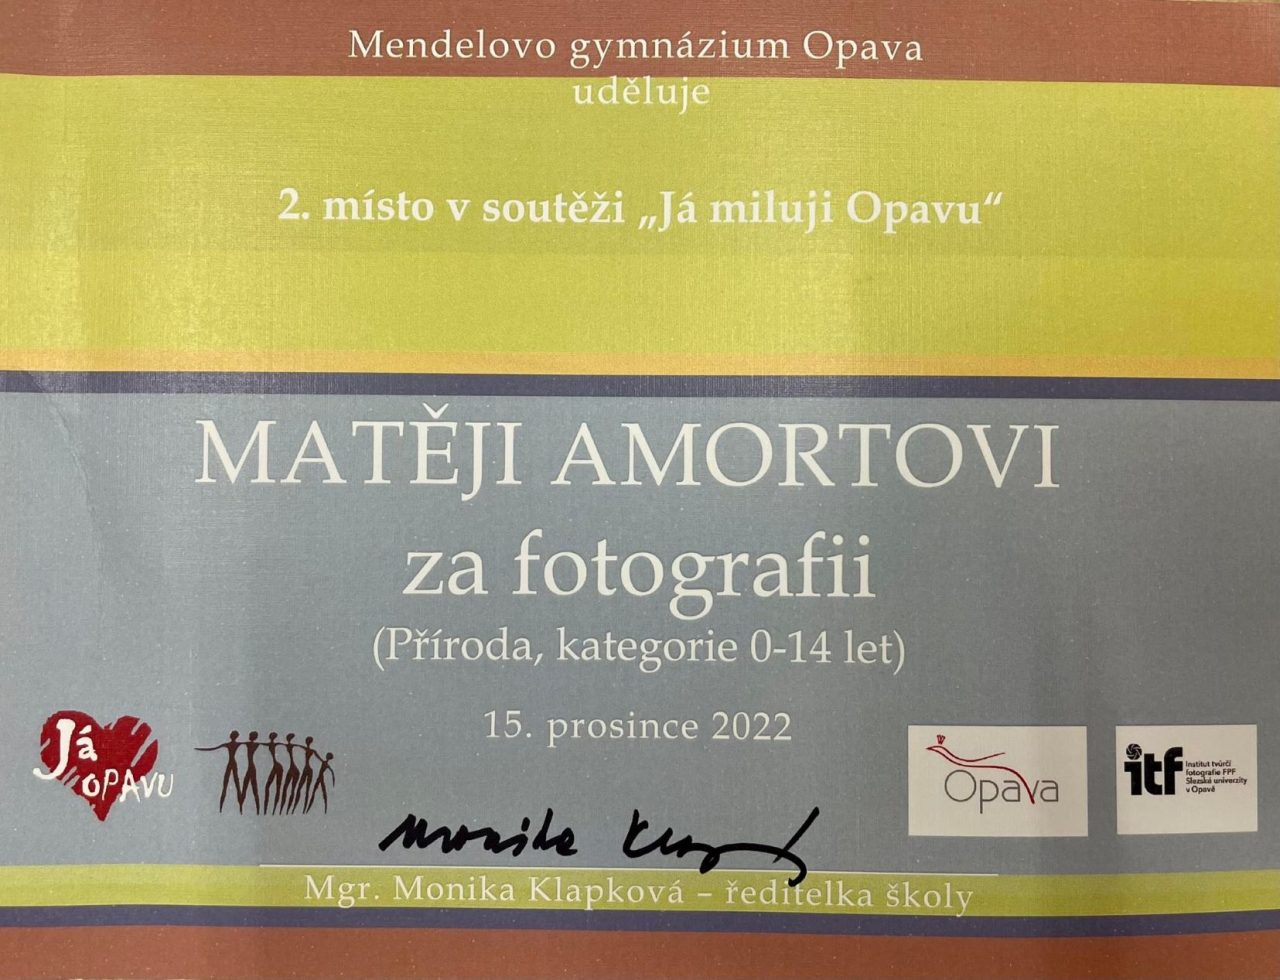 Mendelovo gymnázium Opava
uděluje
2. místo v soutěži „Já miluji Opavu“
MATĚJI AMORTOVI
za fotografii
(Příroda, kategorie 0-14 let)
15. prosince 2022
Já
OPAVU
Opava
itf
Institut tvůrčí
fotografie FPF
Slezské univerzity
v Opavě
Monika Klapk
Mgr. Monika Klapková – ředitelka školy